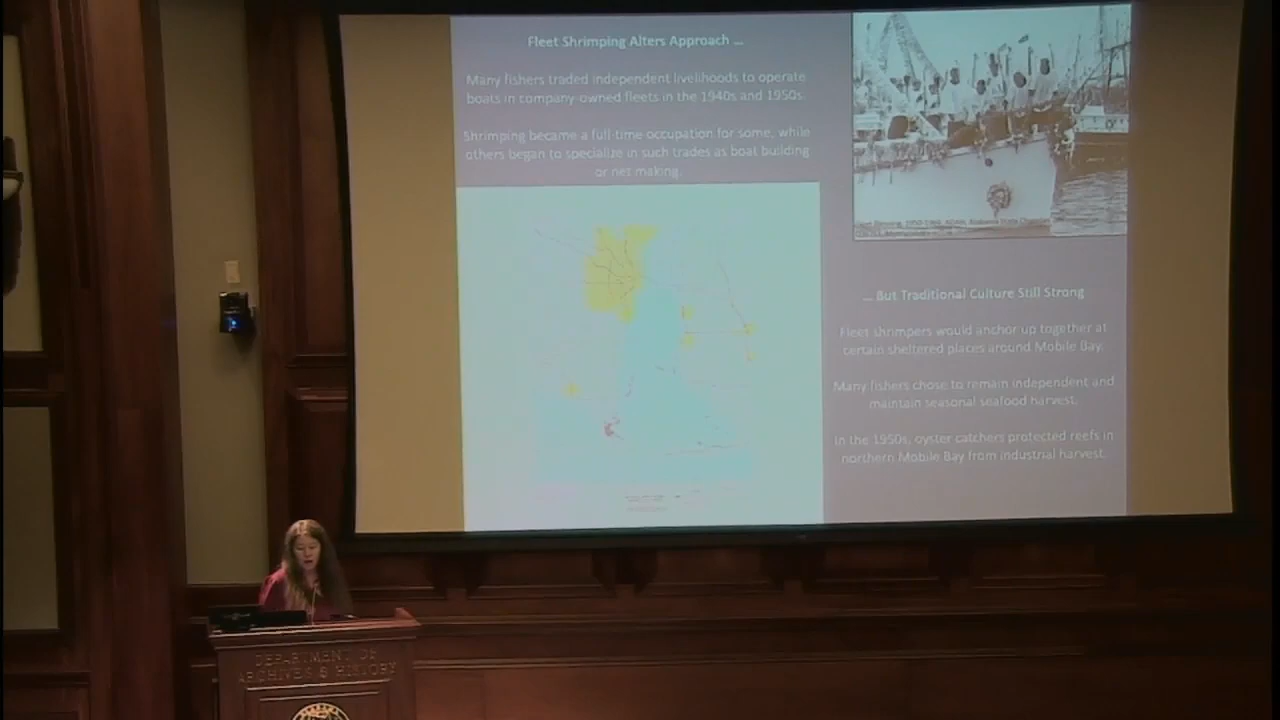 Fleet Shrimping Alters Approach ...
Many fishers traded independent livelihoods to operate
boats in company-owned fleets in the 1940s and 1950s.
Shrimping became a full-time occupation for some, while
others began to specialize in such trades as boat building
or net making.
... But Traditional Culture Still Strong
Fleet shrimpers would anchor up together at
certain sheltered places around Mobile Bay.
Many fishers chose to remain independent and
maintain seasonal seafood harvest.
In the 1950s, oyster catchers protected reefs in
northern Mobile Bay from industrial harvest.
DEPARTMENT OF
ARCHIVES & HISTORY